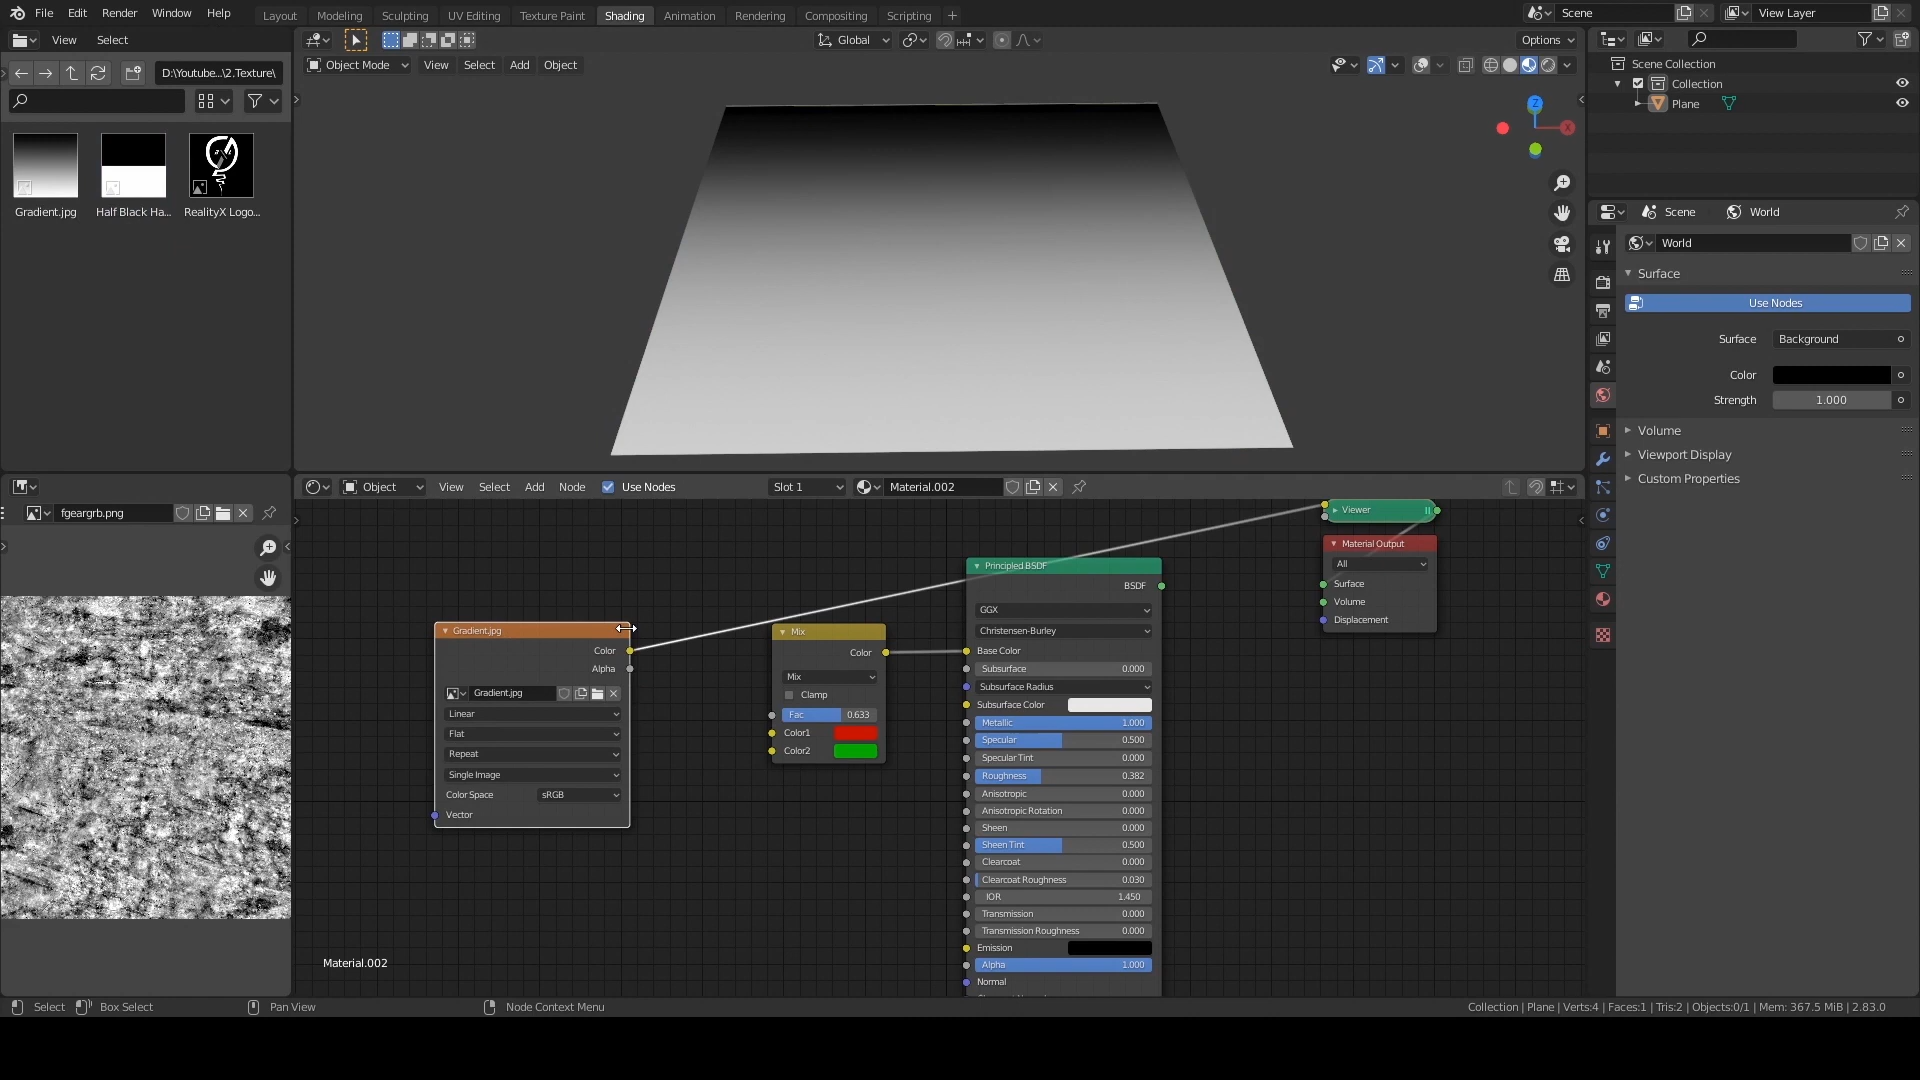 File Edit Render Window Help
Layout Modeling Sculpting UV Editing Texture Paint Shading Animation Rendering Compositing Scripting +
Scene View Layer
View Select
Global Options
D:\Youtube...\2.Texture\
Object Mode View Select Add Object
Scene Collection
Collection
Plane
Z
X
Gradient.jpg Half Black Ha... RealityX Logo...
Scene World
World
Surface
Use Nodes
Surface Background
Color
Strength 1.000
Volume
Viewport Display
Custom Properties
Object View Select Add Node Use Nodes Slot 1 Material.002
fgeargrb.png
Viewer
Material Output
All
Surface
Volume
Displacement
Gradient.jpg
Color
Alpha
Gradient.jpg
Linear
Flat
Repeat
Single Image
Color Space sRGB
Vector
Mix
Color
Mix
Clamp
Fac 0.633
Color1
Color2
Principled BSDF
BSDF
GGX
Christensen-Burley
Base Color
Subsurface 0.000
Subsurface Radius
Subsurface Color
Metallic 1.000
Specular 0.500
Specular Tint 0.000
Roughness 0.382
Anisotropic 0.000
Anisotropic Rotation 0.000
Sheen 0.000
Sheen Tint 0.500
Clearcoat 0.000
Clearcoat Roughness 0.030
IOR 1.450
Transmission 0.000
Transmission Roughness 0.000
Emission
Alpha 1.000
Normal
Material.002
Select Box Select Pan View Node Context Menu
Collection | Plane | Verts:4 | Faces:1 | Tris:2 | Objects:0/1 | Mem: 367.5 MiB | 2.83.0